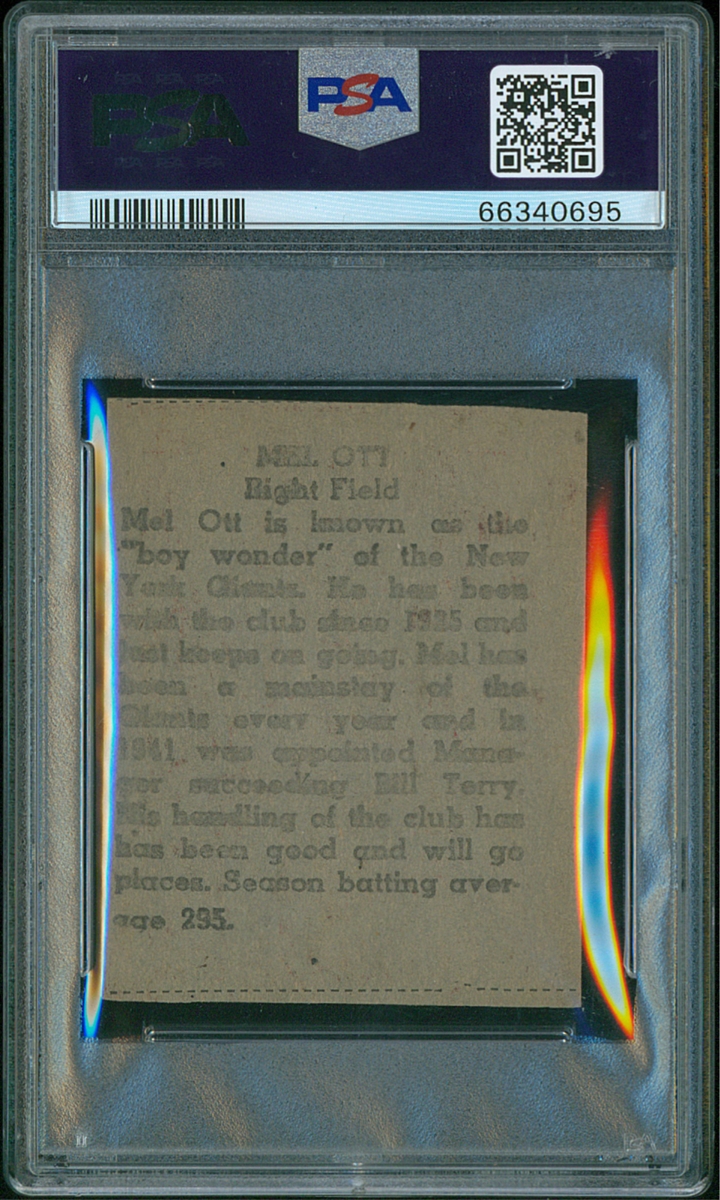 PSA
PSA
66340695
MEL OTT
Right Field
Mel Ott is known as the
"boy wonder" of the New
York Giants. He has been
with the club since 1925 and
just keeps on going. Mel has
been a mainstay of the
Giants every year and in
1941 was appointed Mana-
ger succeeding Bill Terry.
His handling of the club has
has been good and will go
places. Season batting aver-
age 295.